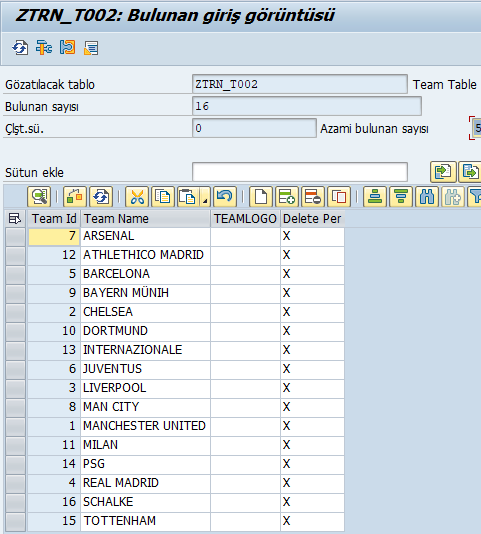 ZTRN_T002: Bulunan giriş görüntüsü
Gözatılacak tablo ZTRN_T002 Team Table
Bulunan sayısı 16
Çlşt.sü. 0 Azami bulunan sayısı 5
Sütun ekle
Team Id Team Name TEAMLOGO Delete Per
7 ARSENAL X
12 ATHLETHICO MADRID X
5 BARCELONA X
9 BAYERN MÜNIH X
2 CHELSEA X
10 DORTMUND X
13 INTERNAZIONALE X
6 JUVENTUS X
3 LIVERPOOL X
8 MAN CITY X
1 MANCHESTER UNITED X
11 MILAN X
14 PSG X
4 REAL MADRID X
16 SCHALKE X
15 TOTTENHAM X